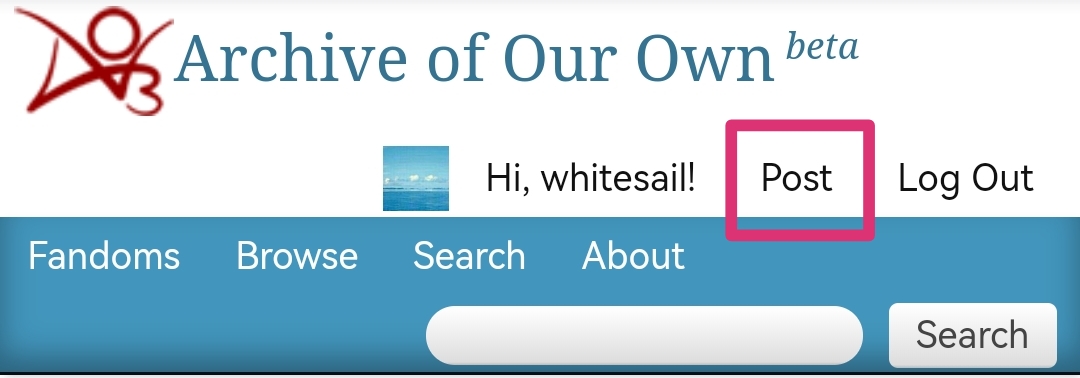 Archive of Our Own beta
Hi, whitesail! Post Log Out
Fandoms Browse Search About
Search